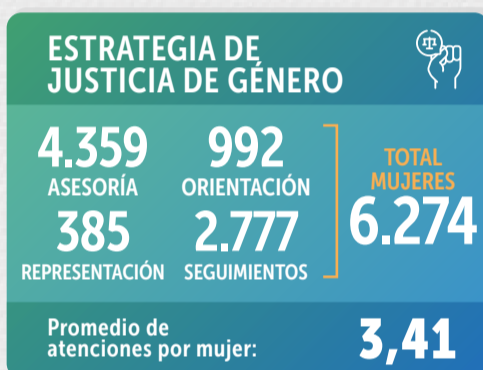 ESTRATEGIA DE
JUSTICIA DE GÉNERO
4.359
ASESORÍA
992
ORIENTACIÓN
385
REPRESENTACIÓN
2.777
SEGUIMIENTOS
TOTAL
MUJERES
6.274
Promedio de
atenciones por mujer:
3,41